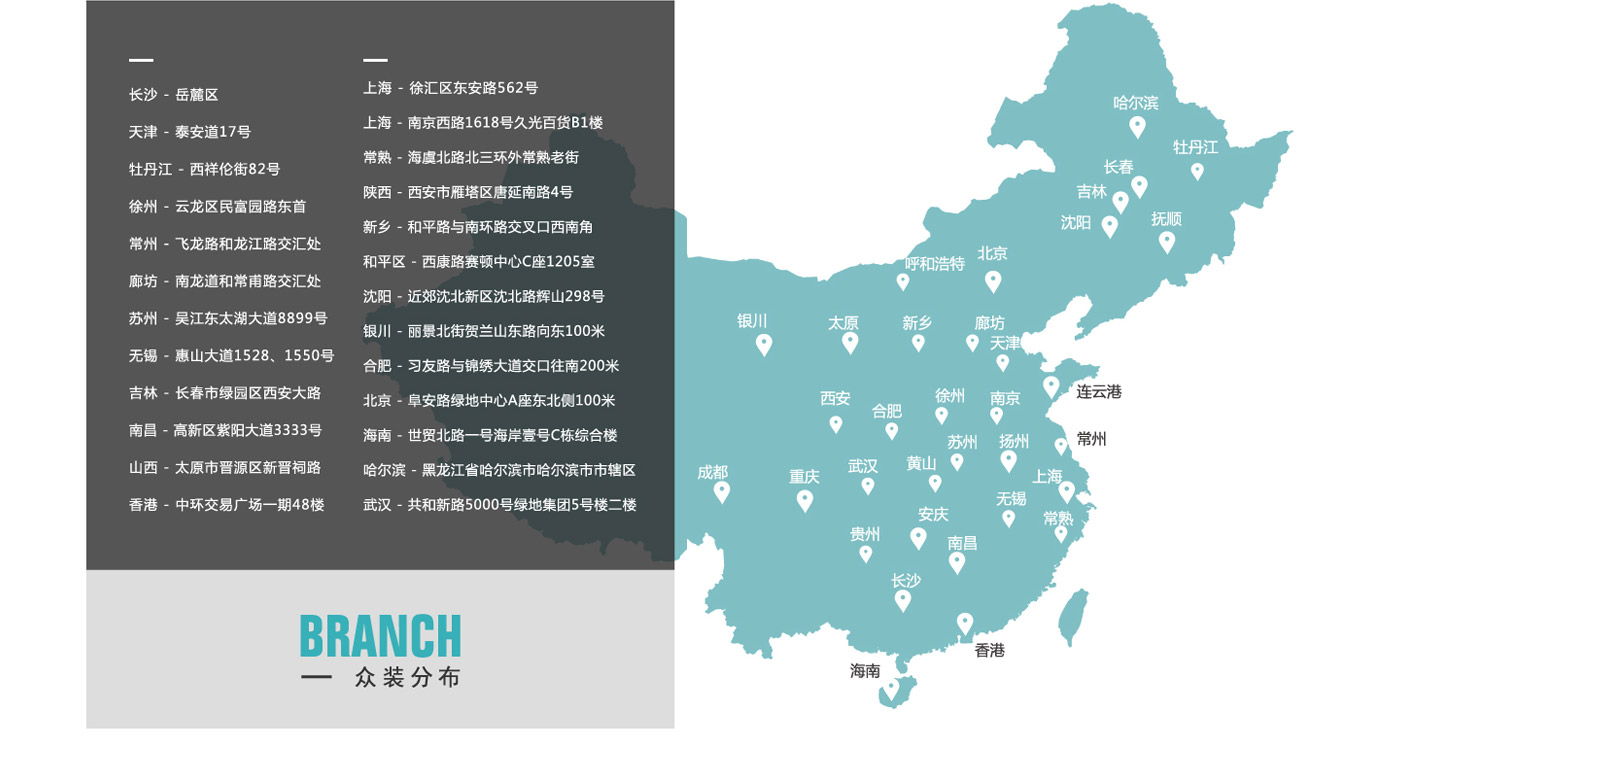 长沙 - 岳麓区
天津 - 泰安道17号
牡丹江 - 西祥伦街82号
徐州 - 云龙区民富园路东首
常州 - 飞龙路和龙江路交汇处
廊坊 - 南龙道和常甫路交汇处
苏州 - 吴江东太湖大道8899号
无锡 - 惠山大道1528、1550号
吉林 - 长春市绿园区西安大路
南昌 - 高新区紫阳大道3333号
山西 - 太原市晋源区新晋祠路
香港 - 中环交易广场一期48楼
上海 - 徐汇区东安路562号
上海 - 南京西路1618号久光百货B1楼
常熟 - 海虞北路北三环外常熟老街
陕西 - 西安市雁塔区唐延南路4号
新乡 - 和平路与南环路交叉口西南角
和平区 - 西康路赛顿中心C座1205室
沈阳 - 近郊沈北新区沈北路辉山298号
银川 - 丽景北街贺兰山东路向东100米
合肥 - 习友路与锦绣大道交口往南200米
北京 - 阜安路绿地中心A座东北侧100米
海南 - 世贸北路一号海岸壹号C栋综合楼
哈尔滨 - 黑龙江省哈尔滨市哈尔滨市市辖区
武汉 - 共和新路5000号绿地集团5号楼二楼
BRANCH
众装分布
哈尔滨
牡丹江
长春
吉林
沈阳
抚顺
北京
呼和浩特
银川
太原
新乡
廊坊
天津
连云港
西安
合肥
徐州
南京
常州
苏州
扬州
成都
重庆
武汉
黄山
上海
无锡
常熟
安庆
贵州
南昌
长沙
香港
海南